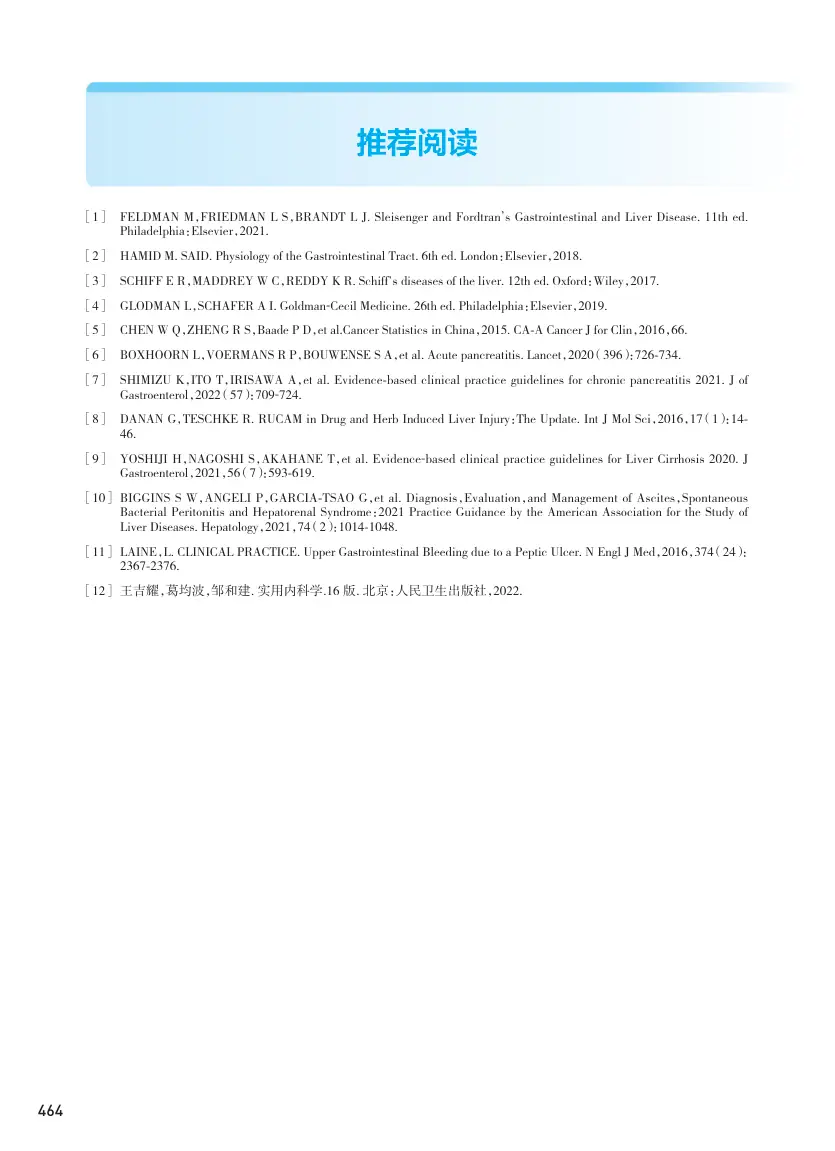 推荐阅读
[ 1 ] FELDMAN M,FRIEDMAN L S,BRANDT L J. Sleisenger and Fordtran's Gastrointestinal and Liver Disease. 11th ed.
Philadelphia:Elsevier,2021.
[ 2 ] HAMID M. SAID. Physiology of the Gastrointestinal Tract. 6th ed. London:Elsevier,2018.
[ 3 ] SCHIFF E R,MADDREY W C,REDDY K R. Schiff's diseases of the liver. 12th ed. Oxford:Wiley,2017.
[ 4 ] GLODMAN L,SCHAFER A I. Goldman-Cecil Medicine. 26th ed. Philadelphia:Elsevier,2019.
[ 5 ] CHEN W Q,ZHENG R S,Baade P D,et al.Cancer Statistics in China,2015. CA-A Cancer J for Clin,2016,66.
[ 6 ] BOXHOORN L,VOERMANS R P,BOUWENSE S A,et al. Acute pancreatitis. Lancet,2020(396):726-734.
[ 7 ] SHIMIZU K,ITO T,IRISAWA A,et al. Evidence-based clinical practice guidelines for chronic pancreatitis 2021. J of
Gastroenterol,2022(57):709-724.
[ 8 ] DANAN G,TESCHKE R. RUCAM in Drug and Herb Induced Liver Injury:The Update. Int J Mol Sci,2016,17(1):14-
46.
[ 9 ] YOSHIJI H,NAGOSHI S,AKAHANE T,et al. Evidence-based clinical practice guidelines for Liver Cirrhosis 2020. J
Gastroenterol,2021,56(7):593-619.
[ 10 ] BIGGINS S W,ANGELI P,GARCIA-TSAO G,et al. Diagnosis,Evaluation,and Management of Ascites,Spontaneous
Bacterial Peritonitis and Hepatorenal Syndrome:2021 Practice Guidance by the American Association for the Study of
Liver Diseases. Hepatology,2021,74(2):1014-1048.
[ 11 ] LAINE,L. CLINICAL PRACTICE. Upper Gastrointestinal Bleeding due to a Peptic Ulcer. N Engl J Med,2016,374(24):
2367-2376.
[ 12 ] 王吉耀,葛均波,邹和建. 实用内科学.16 版. 北京:人民卫生出版社,2022.
464